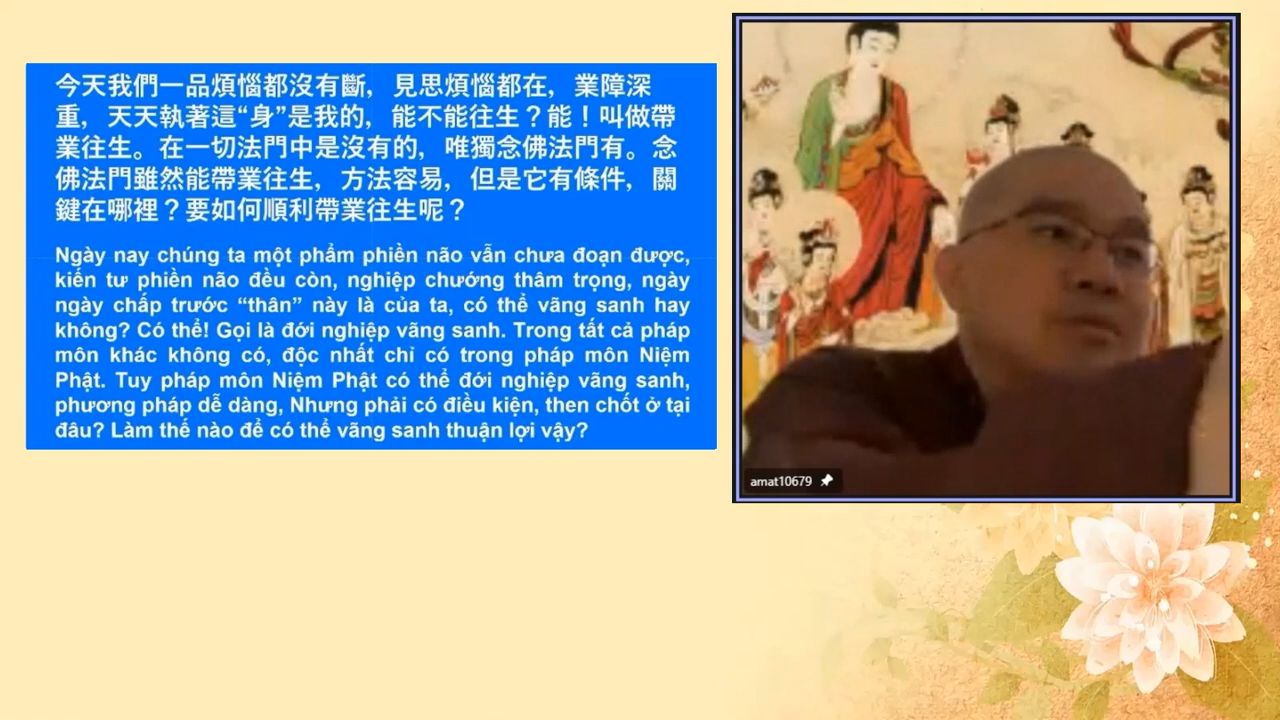 今天我們一品煩惱都沒有斷，見思煩惱都在，業障深
重，天天執著這“身”是我的，能不能往生？能！叫做帶
業往生。在一切法門中是沒有的，唯獨念佛法門有。念
佛法門雖然能帶業往生，方法容易，但是它有條件，關
鍵在哪裡？要如何順利帶業往生呢？
Ngày nay chúng ta một phẩm phiền não vẫn chưa đoạn được,
kiến tư phiền não đều còn, nghiệp chướng thâm trọng, ngày
ngày chấp trước “thân” này là của ta, có thể vãng sanh hay
không? Có thể! Gọi là đới nghiệp vãng sanh. Trong tất cả pháp
môn khác không có, độc nhất chỉ có trong pháp môn Niệm
Phật. Tuy pháp môn Niệm Phật có thể đới nghiệp vãng sanh,
phương pháp dễ dàng, Nhưng phải có điều kiện, then chốt ở tại
đâu? Làm thế nào để có thể vãng sanh thuận lợi vậy?
amat10679